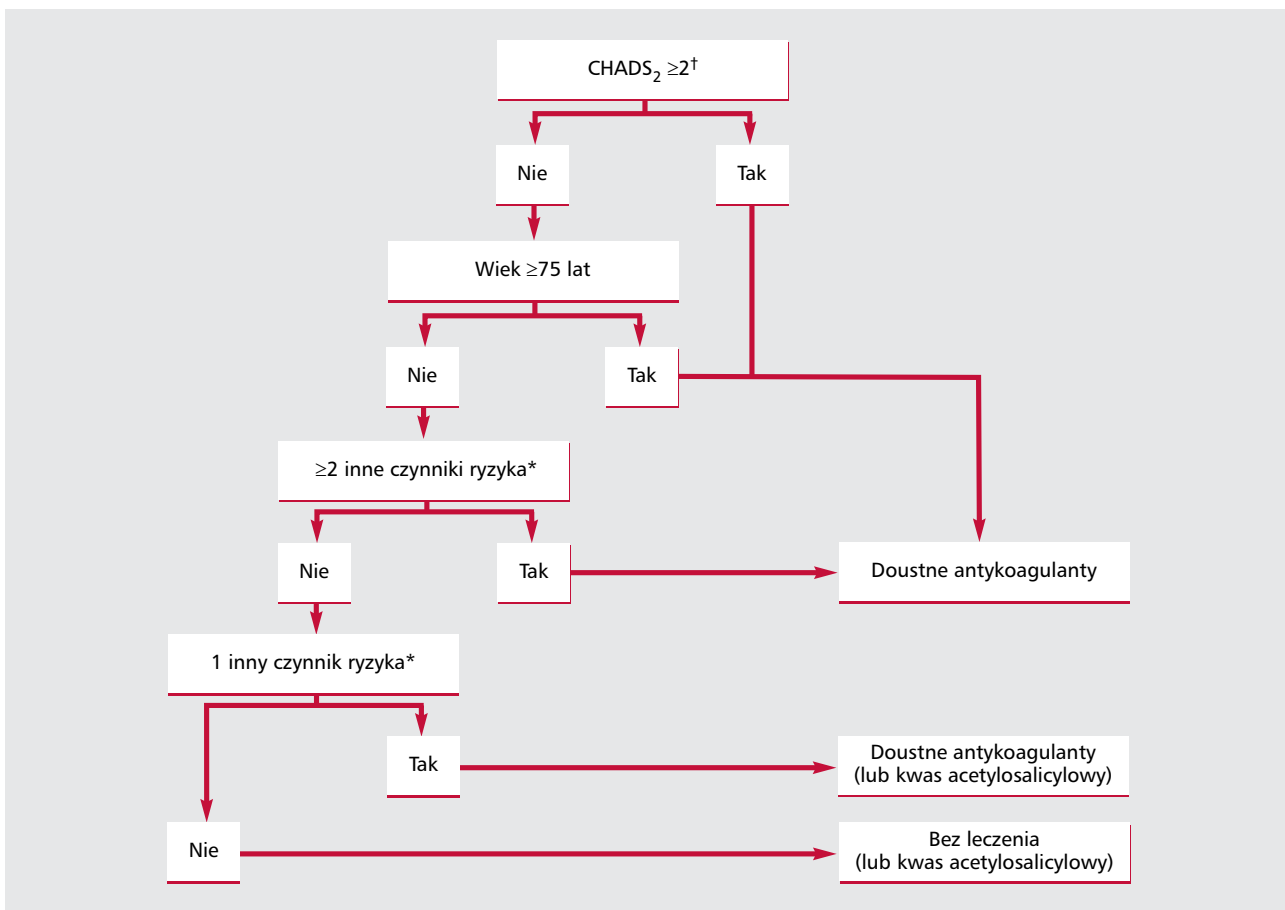 CHADS₂ ≥2†
Nie
Tak
Wiek ≥75 lat
Nie
Tak
≥2 inne czynniki ryzyka*
Nie
Tak
Doustne antykoagulanty
1 inny czynnik ryzyka*
Tak
Doustne antykoagulanty
(lub kwas acetylosalicylowy)
Nie
Bez leczenia
(lub kwas acetylosalicylowy)